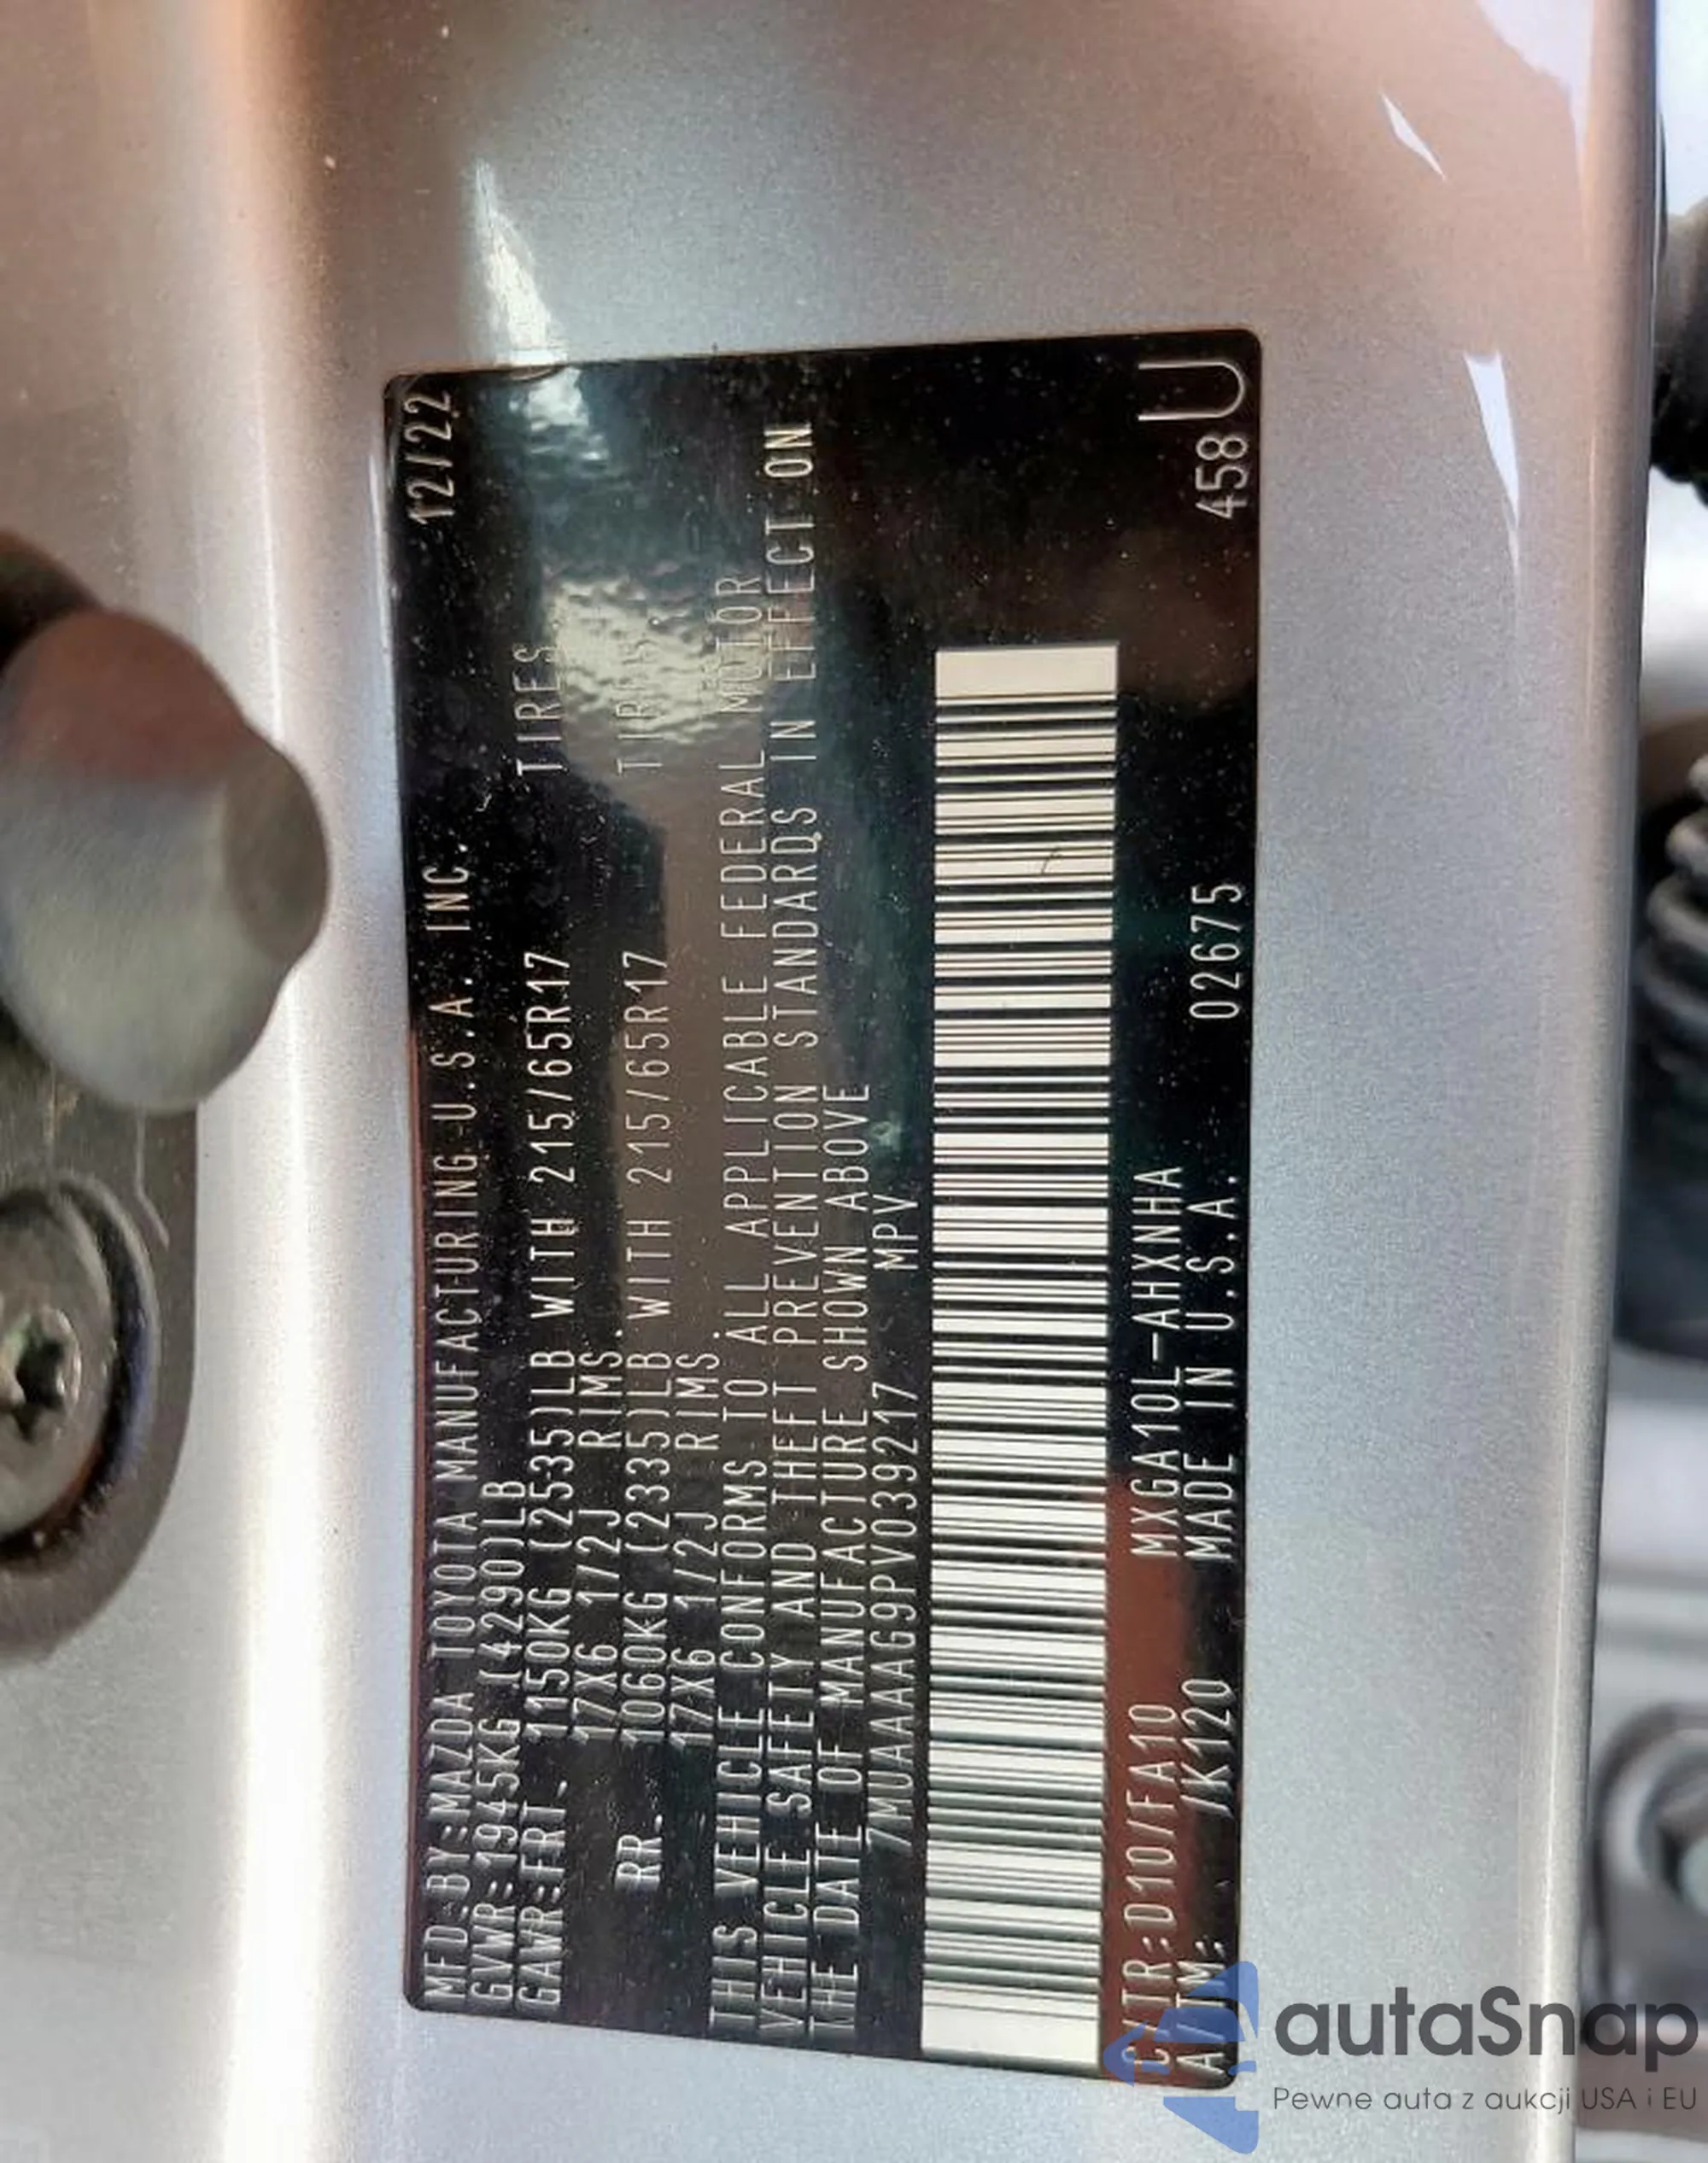 MFD.BY:MAZDA TOYOTA MANUFACTURING U.S.A. INC. 12/22
GVWR:1945KG (4290)LB
GAWR:FRT. 1150KG (2535)LB WITH 215/65R17 TIRES
17X6 1/2J RIMS.
RR. 1060KG (2335)LB WITH 215/65R17 TIRES
17X6 1/2J RIMS.
THIS VEHICLE CONFORMS TO ALL APPLICABLE FEDERAL MOTOR
VEHICLE SAFETY AND THEFT PREVENTION STANDARDS IN EFFECT ON
THE DATE OF MANUFACTURE SHOWN ABOVE
7MUAAAAG9PV039217 MPV
C/TR:D10/FA10 MXGA10L-AHXNHA
A/TM: /K120 MADE IN U.S.A. 02675 458 U
autaSnap
Pewne auta z aukcji USA i EU